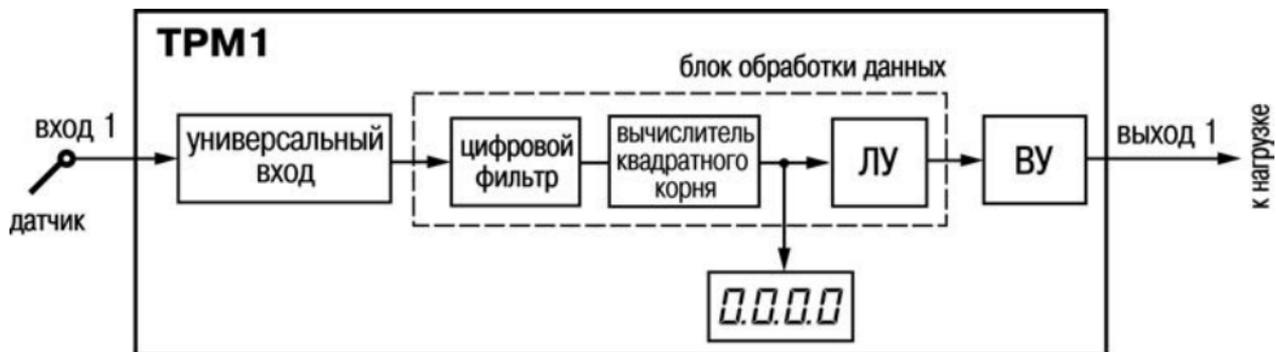 ТРМ1
блок обработки данных
вход 1
датчик
универсальный
вход
цифровой
фильтр
вычислитель
квадратного
корня
ЛУ
ВУ
выход 1
к нагрузке
0.0.0.0